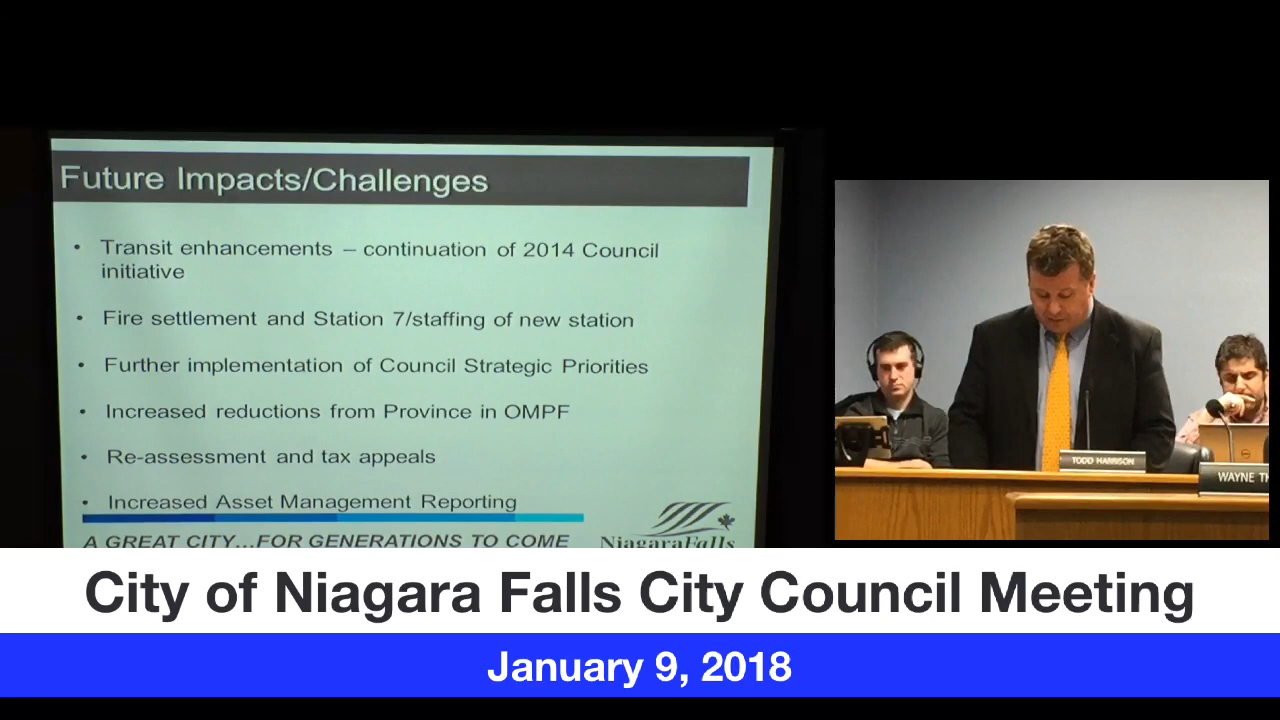 Future Impacts/Challenges
• Transit enhancements – continuation of 2014 Council
initiative
• Fire settlement and Station 7/staffing of new station
• Further implementation of Council Strategic Priorities
• Increased reductions from Province in OMPF
• Re-assessment and tax appeals
• Increased Asset Management Reporting
A GREAT CITY...FOR GENERATIONS TO COME
NiagaraFalls
TODD HARRISON
WAYNE TH
City of Niagara Falls City Council Meeting
January 9, 2018